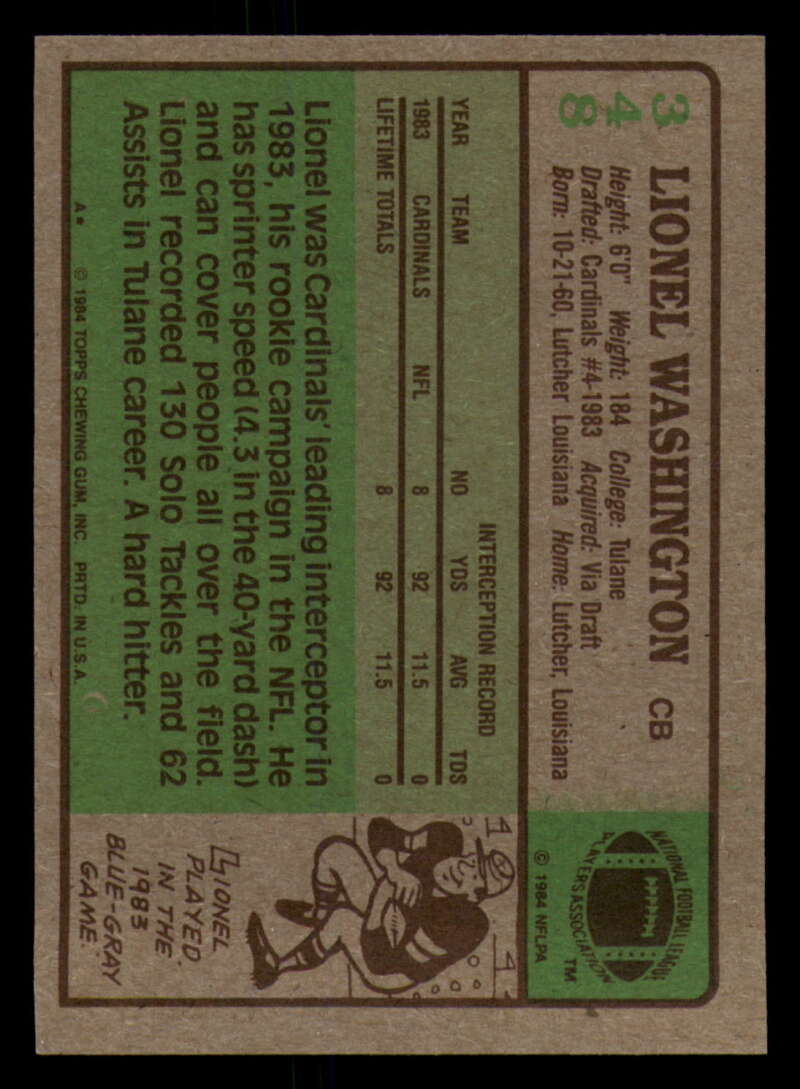 348
LIONEL WASHINGTON CB
Height: 6'0" Weight: 184 College: Tulane
Drafted: Cardinals #4-1983 Acquired: Via Draft
Born: 10-21-60, Lutcher Louisiana Home: Lutcher, Louisiana
NATIONAL FOOTBALL LEAGUE
PLAYERS ASSOCIATION
TM
© 1984 NFLPA
INTERCEPTION RECORD
YEAR TEAM NO YDS AVG TDS
1983 CARDINALS NFL 8 92 11.5 0
LIFETIME TOTALS 8 92 11.5 0
Lionel was Cardinals' leading interceptor in
1983, his rookie campaign in the NFL. He
has sprinter speed (4.3 in the 40-yard dash)
and can cover people all over the field.
Lionel recorded 130 Solo Tackles and 62
Assists in Tulane career. A hard hitter.
A* © 1984 TOPPS CHEWING GUM, INC. PRTD. IN U.S.A.
LIONEL
PLAYED
IN THE
1983
BLUE-GRAY
GAME.